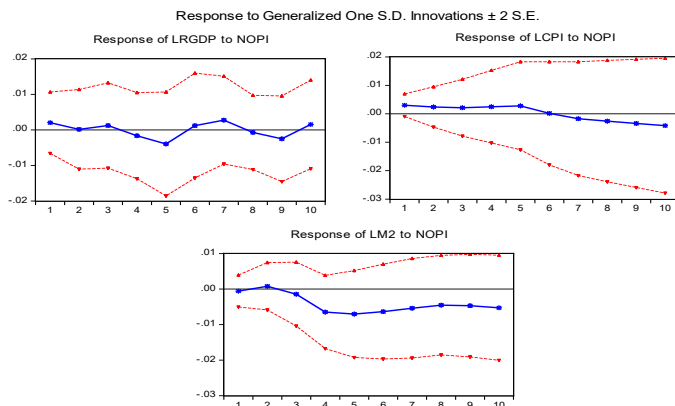 Response to Generalized One S.D. Innovations ± 2 S.E.
Response of LRGDP to NOPI
.02
.01
.00
-.01
-.02
1 2 3 4 5 6 7 8 9 10
Response of LCPI to NOPI
.02
.01
.00
-.01
-.02
-.03
1 2 3 4 5 6 7 8 9 10
Response of LM2 to NOPI
.01
.00
-.01
-.02
-.03
1 2 3 4 5 6 7 8 9 10